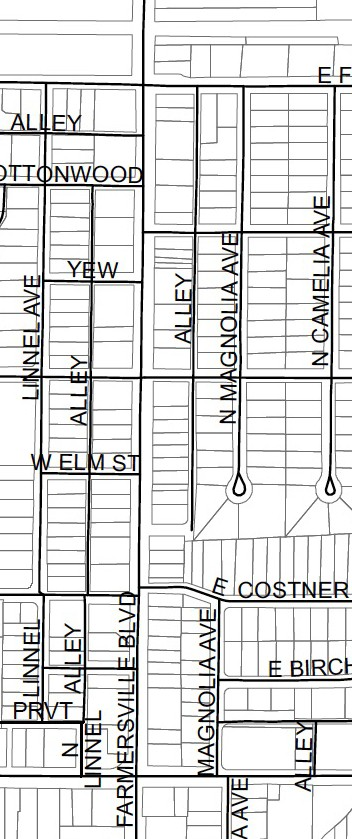 E F
ALLEY
OTTONWOOD
YEW
LINNEL AVE
ALLEY
ALLEY
N MAGNOLIA AVE
N CAMELIA AVE
W ELM ST
E COSTNER
LINNEL
ALLEY
FARMERSVILLE BLVD
MAGNOLIA AVE
E BIRCH
PRVT
N
LINNEL
ALLEY
A AVE